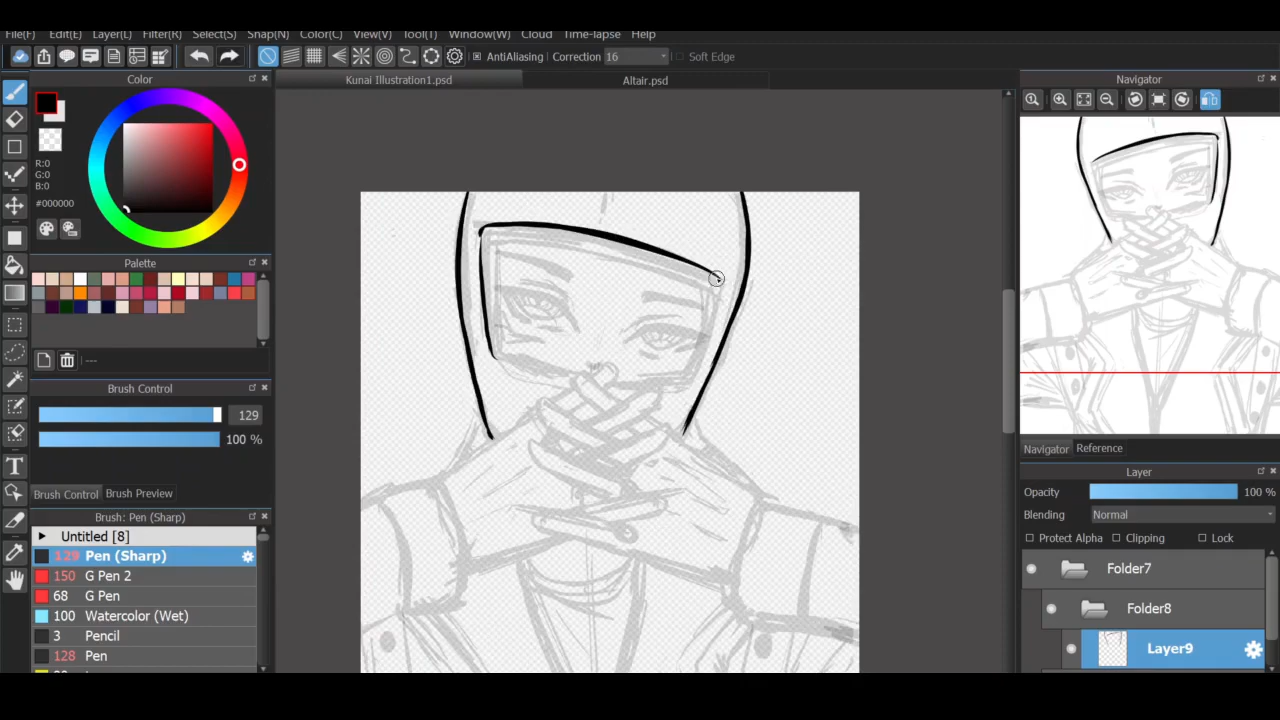 File(F) Edit(E) Layer(L) Filter(R) Select(S) Snap(N) Color(C) View(V) Tool(T) Window(W) Cloud Time-lapse Help
AntiAliasing Correction 16 Soft Edge
Color
Kunai Illustration1.psd Altair.psd
Navigator
R:0
G:0
B:0
#000000
Palette
---
Brush Control
129
100 %
Brush Control Brush Preview
Brush: Pen (Sharp)
Untitled [8]
129 Pen (Sharp)
150 G Pen 2
68 G Pen
100 Watercolor (Wet)
3 Pencil
128 Pen
Navigator Reference
Layer
Opacity 100 %
Blending Normal
Protect Alpha Clipping Lock
Folder7
Folder8
Layer9